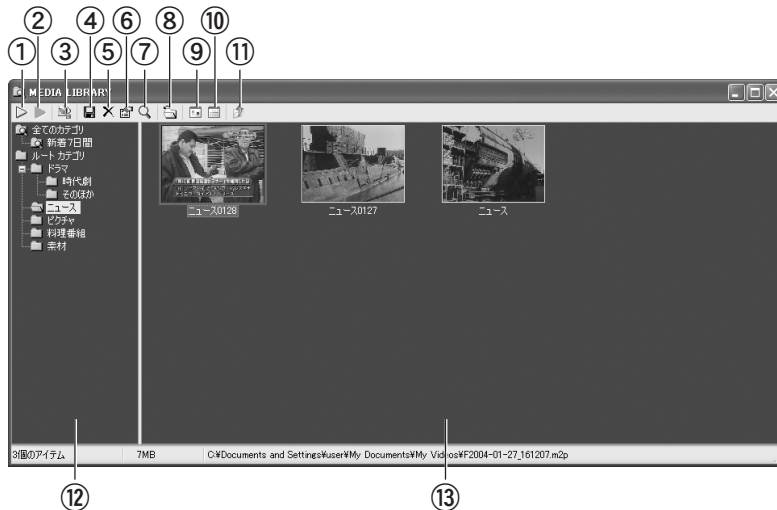 ② ④ ⑥ ⑧ ⑩
① ③ ⑤ ⑦ ⑨ ⑪
MEDIA LIBRARY
全てのカテゴリ
新着7日間
ルート カテゴリ
ドラマ
時代劇
そのほか
ニュース
ピクチャ
料理番組
素材
ニュース0128
ニュース0127
ニュース
3個のアイテム 7MB C:¥Documents and Settings¥user¥My Documents¥My Videos¥F2004-01-27_161207.m2p
⑫ ⑬